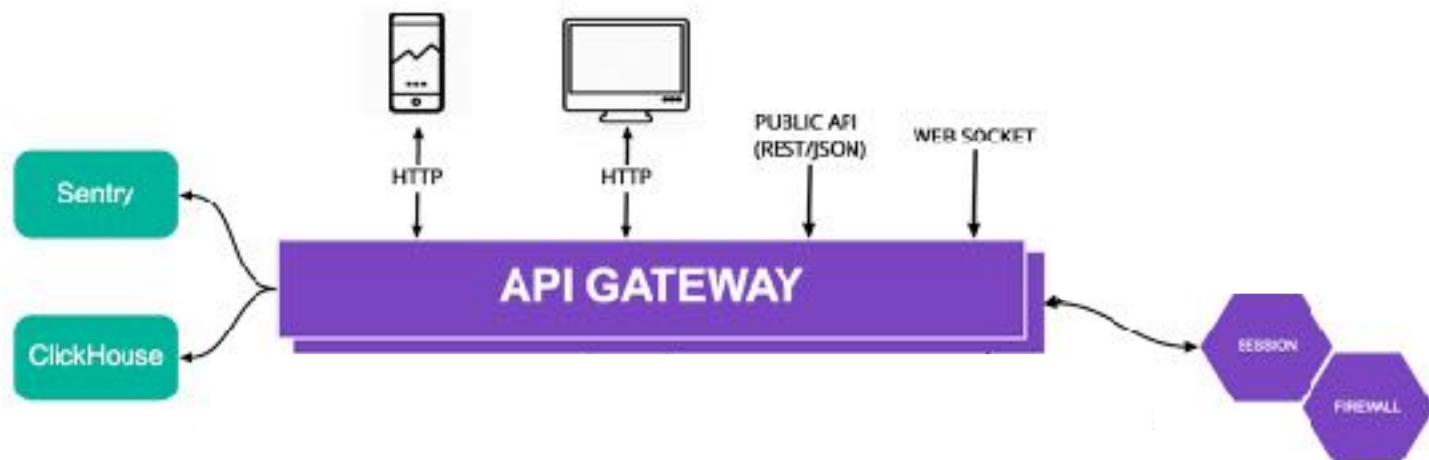 PUBLIC API
(REST/JSON)
WEB SOCKET
HTTP
HTTP
Sentry
API GATEWAY
ClickHouse
SESSION
FIREWALL